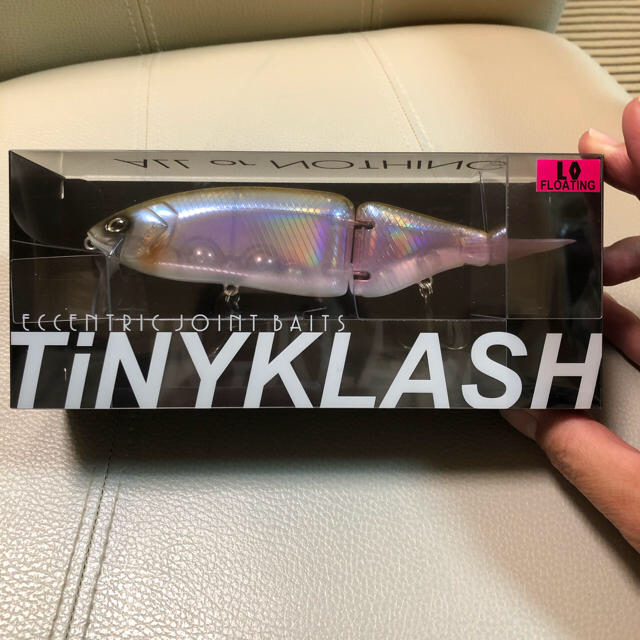 ALL or NOTHING
LO
FLOATING
ECCENTRIC JOINT BAITS
TiNYKLASH